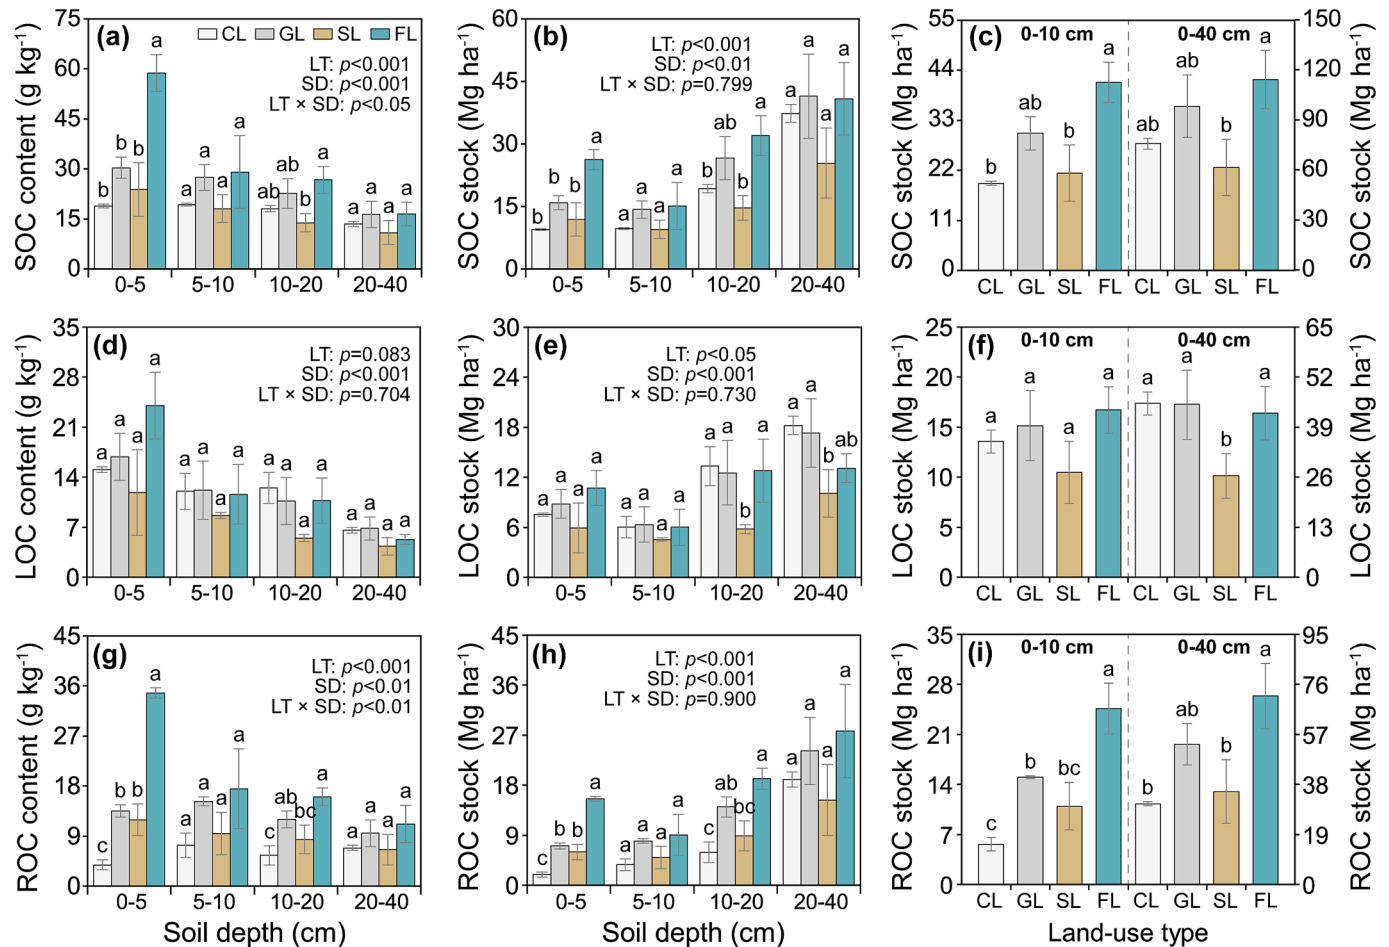 (a)
CL GL SL FL
LT: p<0.001
SD: p<0.001
LT × SD: p<0.05
SOC content (g kg⁻¹)
75
60
45
30
15
0
b b b a
a a a a
ab ab b a
a a a a
0-5 5-10 10-20 20-40
(b)
LT: p<0.001
SD: p<0.01
LT × SD: p=0.799
SOC stock (Mg ha⁻¹)
60
45
30
15
0
b b b a
a a a a
b ab b a
a a a a
0-5 5-10 10-20 20-40
(c)
0-10 cm 0-40 cm
SOC stock (Mg ha⁻¹)
55
44
33
22
11
0
b ab b a
ab ab b a
CL GL SL FL CL GL SL FL
150
120
90
60
30
0
SOC stock (Mg ha⁻¹)
(d)
LT: p=0.083
SD: p<0.001
LT × SD: p=0.704
LOC content (g kg⁻¹)
35
28
21
14
7
0
a a a a
a a a a
a a a a
a a a a
0-5 5-10 10-20 20-40
(e)
LT: p<0.05
SD: p<0.001
LT × SD: p=0.730
LOC stock (Mg ha⁻¹)
30
24
18
12
6
0
a a a a
a a a a
a a b a
a a b ab
0-5 5-10 10-20 20-40
(f)
0-10 cm 0-40 cm
LOC stock (Mg ha⁻¹)
25
20
15
10
5
0
a a a a
a a b a
CL GL SL FL CL GL SL FL
65
52
39
26
13
0
LOC stock (Mg ha⁻¹)
(g)
LT: p<0.001
SD: p<0.01
LT × SD: p<0.01
ROC content (g kg⁻¹)
45
36
27
18
9
0
c b b a
a a a a
c ab bc a
a a a a
0-5 5-10 10-20 20-40
Soil depth (cm)
(h)
LT: p<0.001
SD: p<0.001
LT × SD: p=0.900
ROC stock (Mg ha⁻¹)
45
36
27
18
9
0
c b b a
a a a a
c ab bc a
a a a a
0-5 5-10 10-20 20-40
Soil depth (cm)
(i)
0-10 cm 0-40 cm
ROC stock (Mg ha⁻¹)
35
28
21
14
7
0
c b bc a
b ab b a
CL GL SL FL CL GL SL FL
95
76
57
38
19
0
ROC stock (Mg ha⁻¹)
Land-use type